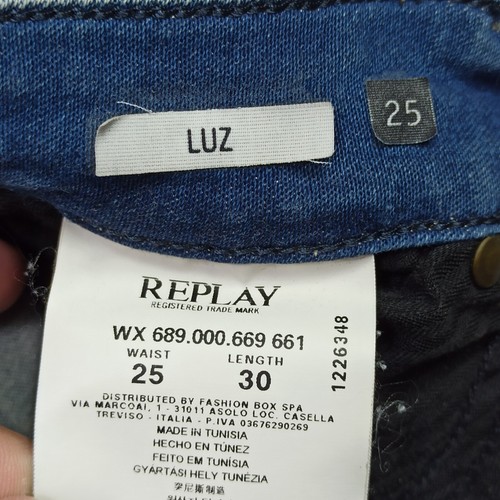 LUZ
25
REPLAY
REGISTERED TRADE MARK
WX 689.000.669 661
WAIST LENGTH
25 30
1226348
DISTRIBUTED BY FASHION BOX SPA
VIA MARCOAI, 1 - 31011 ASOLO LOC. CASELLA
TREVISO - ITALIA - P.IVA 03676290269
MADE IN TUNISIA
HECHO EN TÚNEZ
FEITO EM TUNÍSIA
GYÁRTÁSI HELY TUNÉZIA